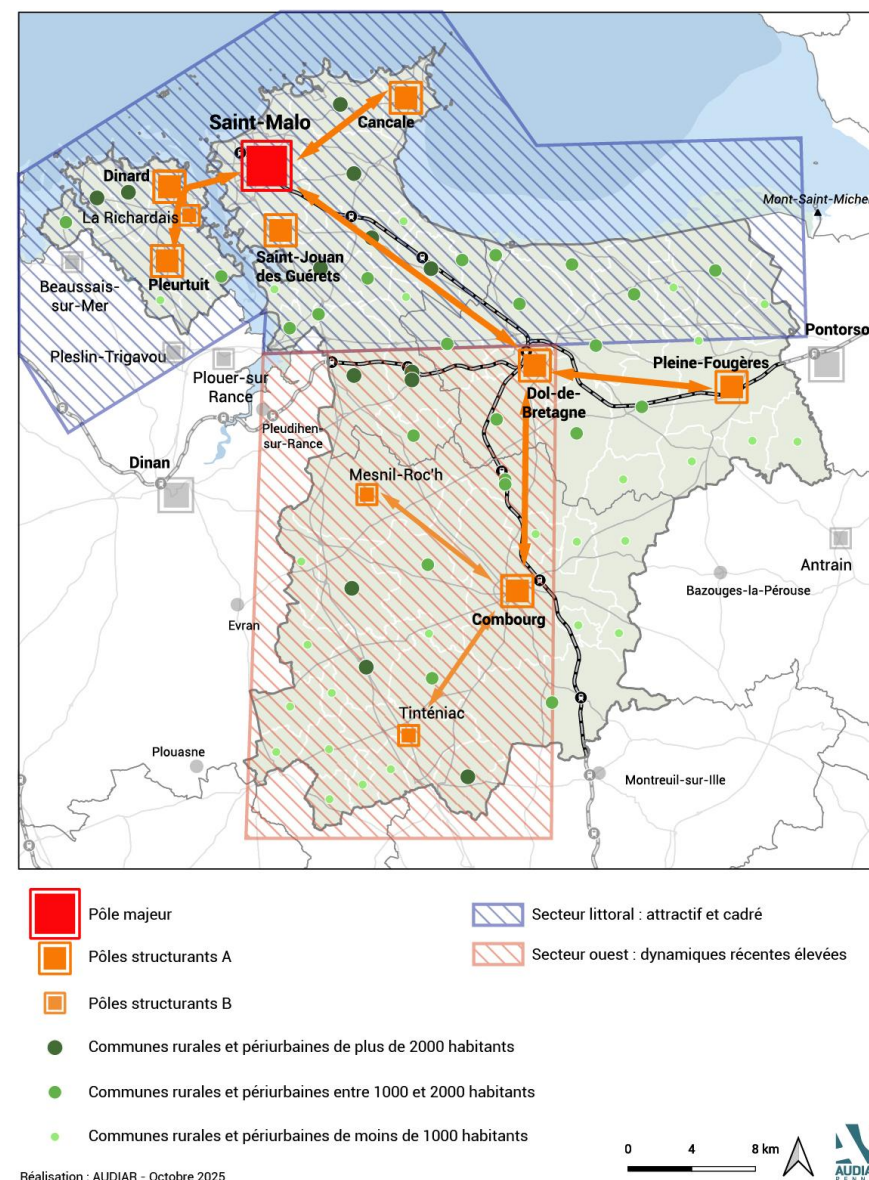 Saint-Malo
Cancale
Dinard
La Richardais
Mont-Saint-Michel
Saint-Jouan
des Guérets
Pleurtuit
Beaussais-
sur-Mer
Pontorson
Pleslin-Trigavou
Plouer-sur
Rance
Pleine-Fougères
Dol-de-
Bretagne
Pleudihen-
sur-Rance
Dinan
Mesnil-Roc'h
Antrain
Bazouges-la-Pérouse
Evran
Combourg
Tinténiac
Plouasne
Montreuil-sur-Ille
Pôle majeur
Secteur littoral : attractif et cadré
Pôles structurants A
Secteur ouest : dynamiques récentes élevées
Pôles structurants B
Communes rurales et périurbaines de plus de 2000 habitants
Communes rurales et périurbaines entre 1000 et 2000 habitants
Communes rurales et périurbaines de moins de 1000 habitants
0 4 8 km
AUDIAR
Réalisation : AUDIAR - Octobre 2025